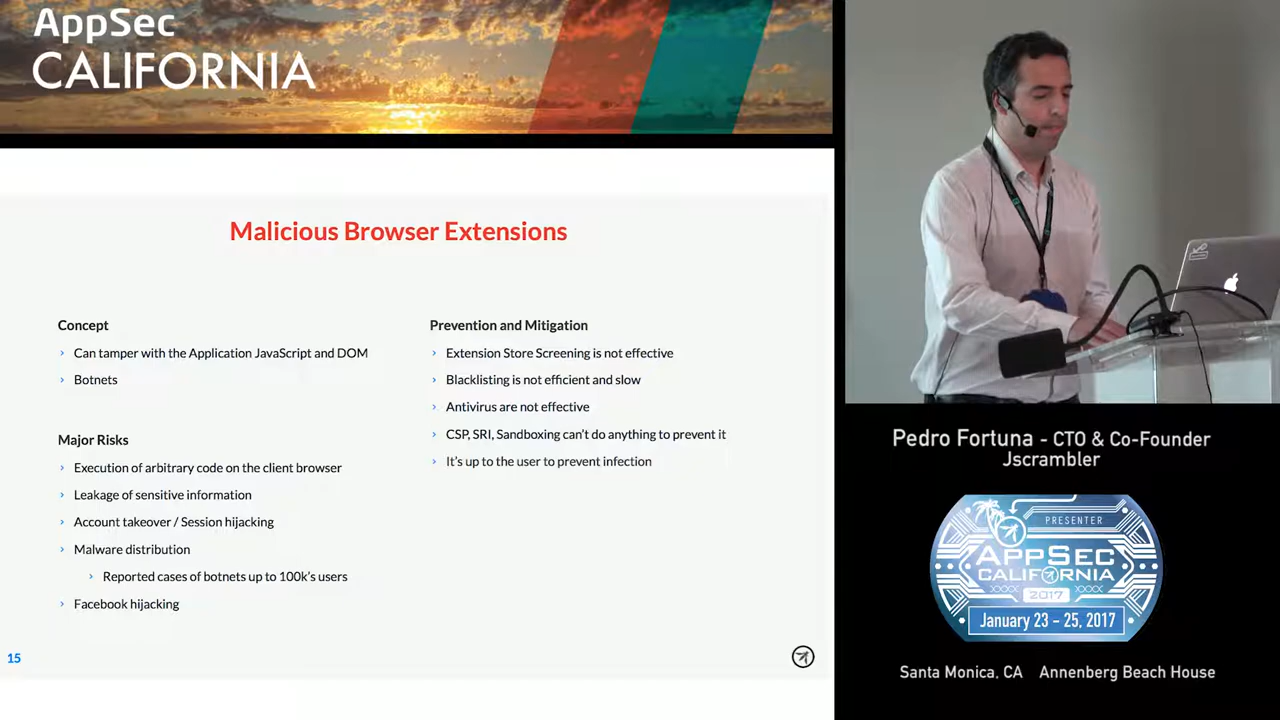 AppSec
CALIFORNIA
Malicious Browser Extensions
Concept
› Can tamper with the Application JavaScript and DOM
› Botnets
Major Risks
› Execution of arbitrary code on the client browser
› Leakage of sensitive information
› Account takeover / Session hijacking
› Malware distribution
› Reported cases of botnets up to 100k's users
› Facebook hijacking
Prevention and Mitigation
› Extension Store Screening is not effective
› Blacklisting is not efficient and slow
› Antivirus are not effective
› CSP, SRI, Sandboxing can't do anything to prevent it
› It's up to the user to prevent infection
15
Pedro Fortuna - CTO & Co-Founder
Jscrambler
PRESENTER
APPSEC
CALIFORNIA
2017
January 23 - 25, 2017
Santa Monica, CA Annenberg Beach House